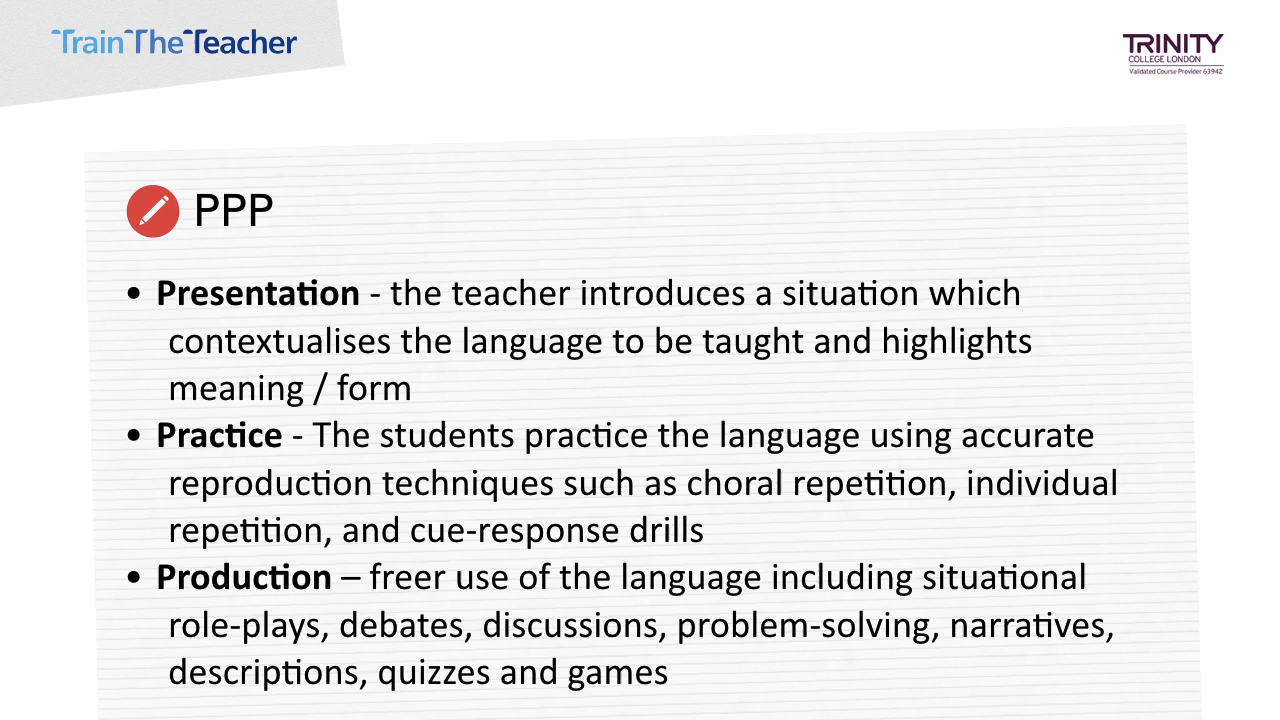 TrainTheTeacher
TRINITY
COLLEGE LONDON
Validated Course Provider 63942
PPP
• Presentation - the teacher introduces a situation which
contextualises the language to be taught and highlights
meaning / form
• Practice - The students practice the language using accurate
reproduction techniques such as choral repetition, individual
repetition, and cue-response drills
• Production – freer use of the language including situational
role-plays, debates, discussions, problem-solving, narratives,
descriptions, quizzes and games